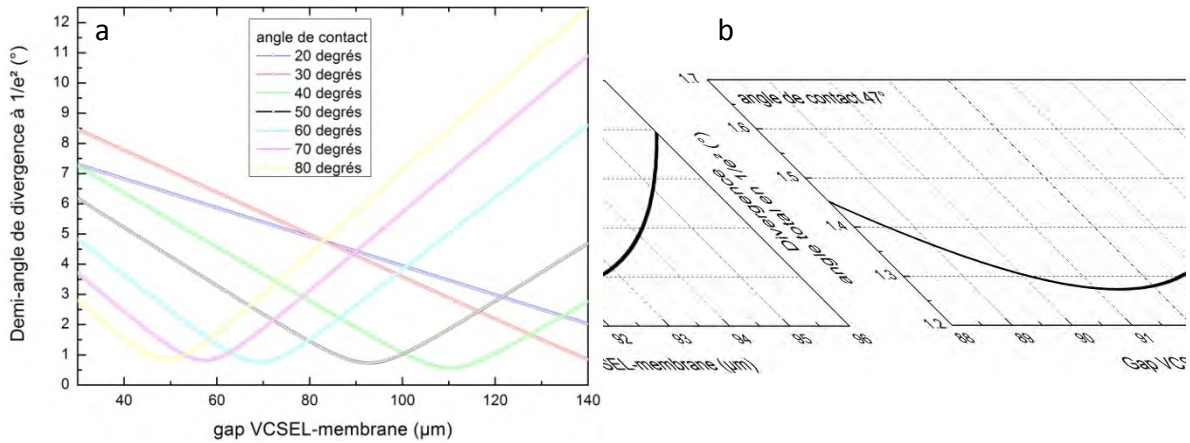 a
12
11
10
9
8
7
6
5
4
3
2
1
0
Demi-angle de divergence à 1/e² (°)
angle de contact
20 degrés
30 degrés
40 degrés
50 degrés
60 degrés
70 degrés
80 degrés
40
60
80
100
120
140
gap VCSEL-membrane (µm)
b
92
93
94
95
96
SEL-membrane (µm)
1.7
1.6
1.5
1.4
1.3
1.2
Divergence
angle total en 1/e² (°)
angle de contact 47°
88
89
90
91
Gap VCS